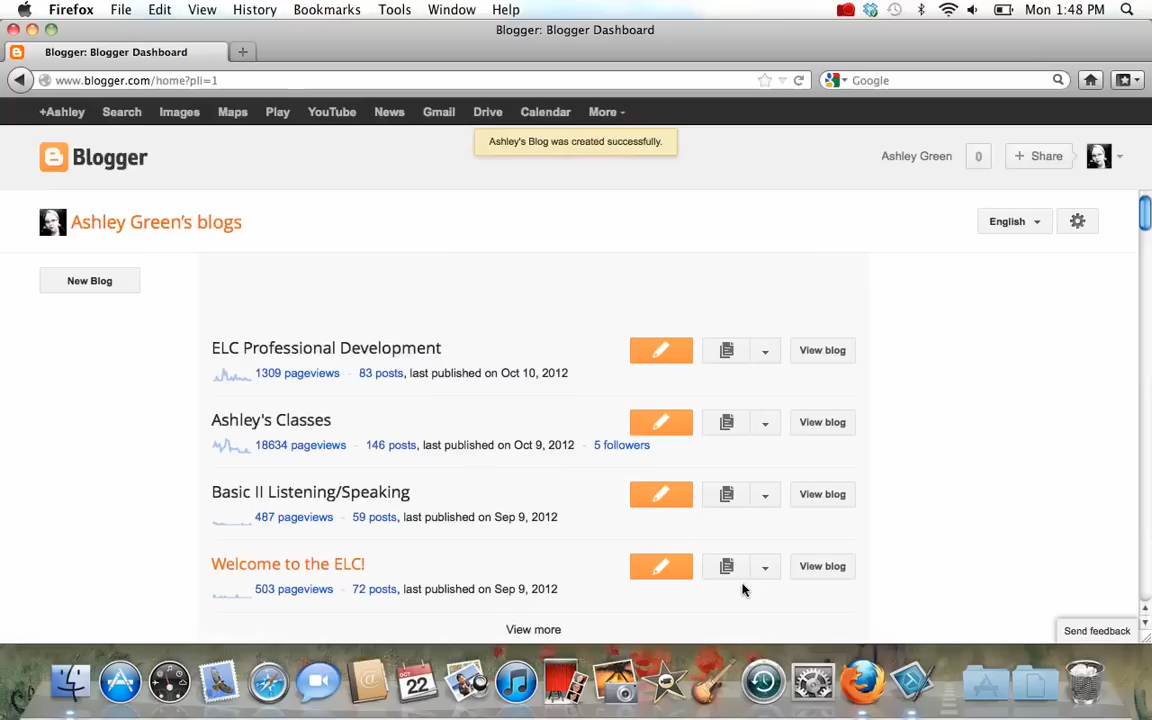 Firefox File Edit View History Bookmarks Tools Window Help Mon 1:48 PM
Blogger: Blogger Dashboard
Blogger: Blogger Dashboard
www.blogger.com/home?pli=1 Google
+Ashley Search Images Maps Play YouTube News Gmail Drive Calendar More
Ashley's Blog was created successfully.
Blogger Ashley Green 0 + Share
Ashley Green's blogs English
New Blog
ELC Professional Development View blog
1309 pageviews - 83 posts, last published on Oct 10, 2012
Ashley's Classes View blog
18634 pageviews - 146 posts, last published on Oct 9, 2012 - 5 followers
Basic II Listening/Speaking View blog
487 pageviews - 59 posts, last published on Sep 9, 2012
Welcome to the ELC! View blog
503 pageviews - 72 posts, last published on Sep 9, 2012
View more
Send feedback
22